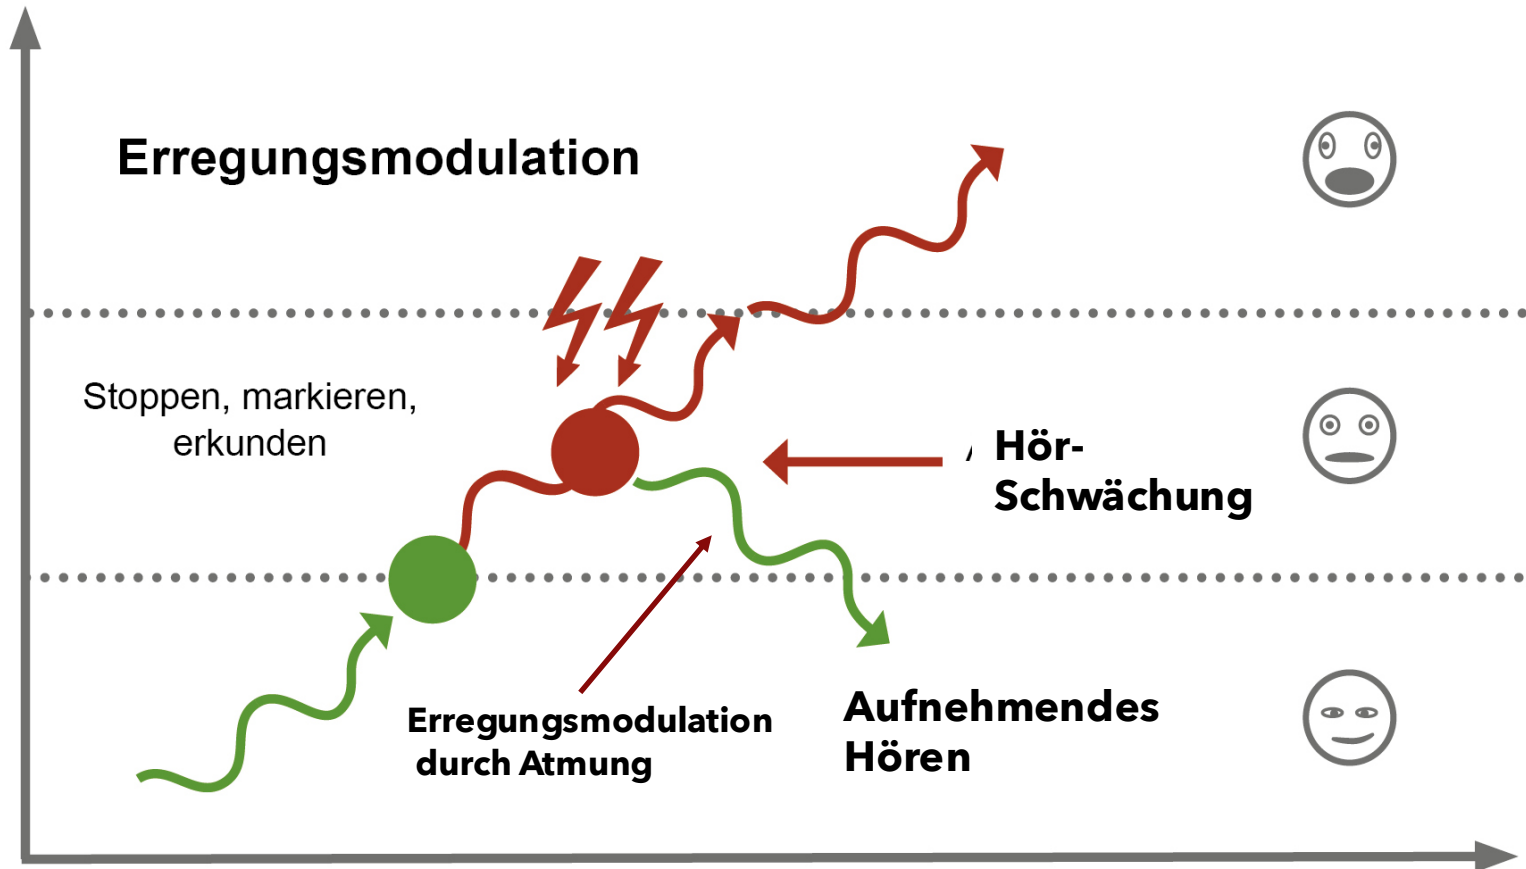 Erregungsmodulation
Stoppen, markieren,
erkunden
Hör-
Schwächung
Erregungsmodulation
durch Atmung
Aufnehmendes
Hören